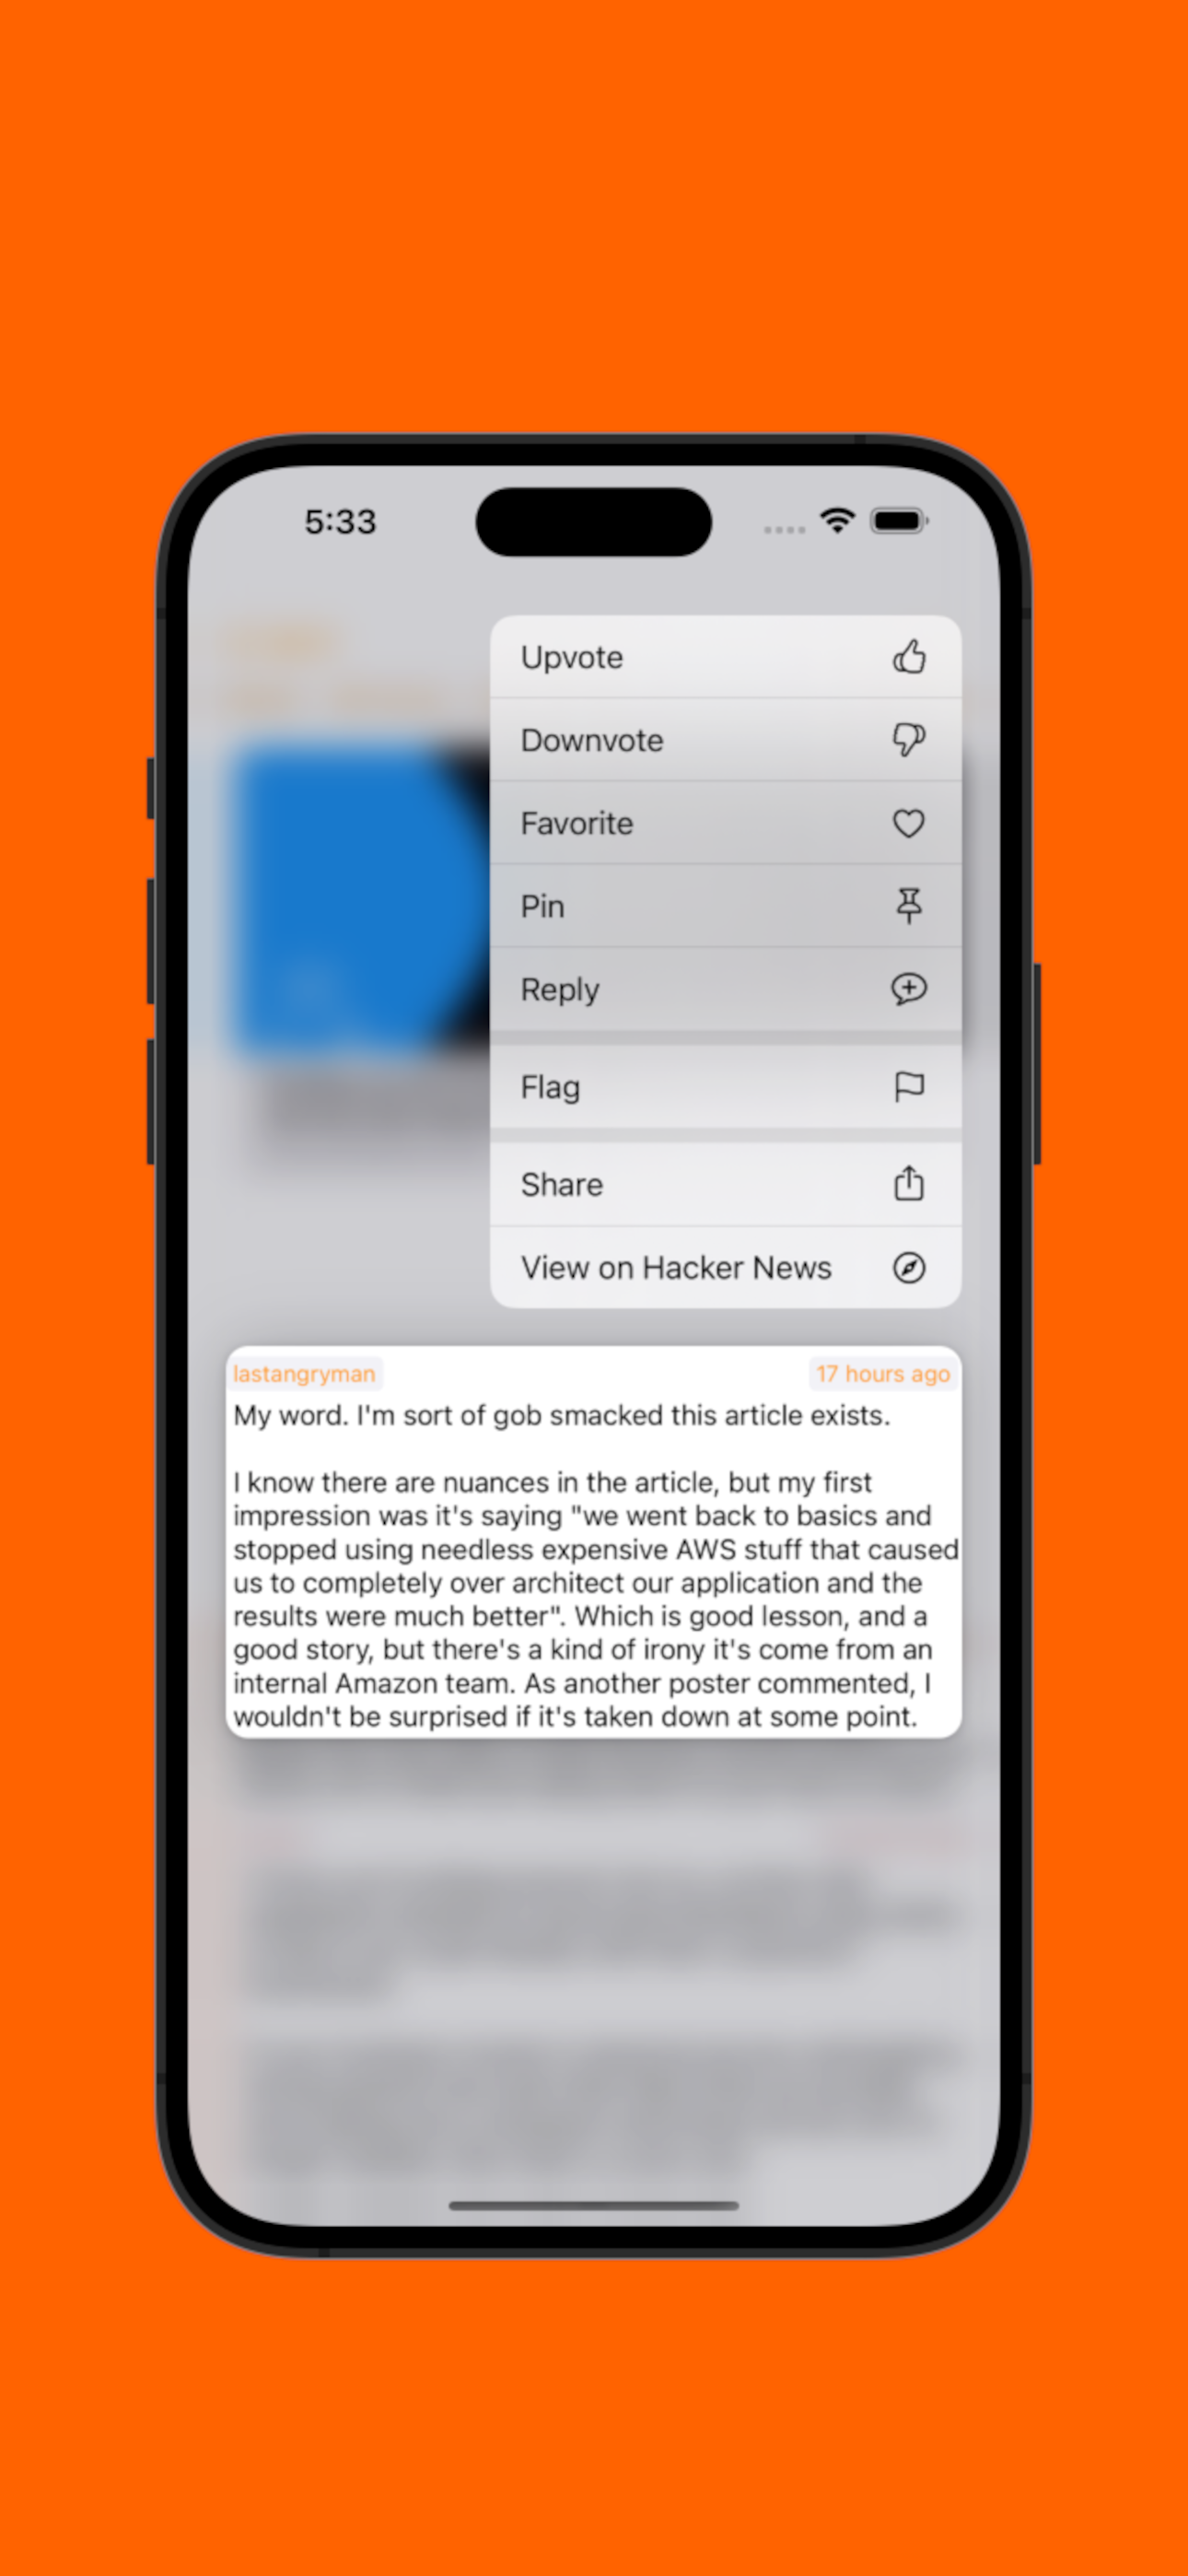 5:33
Upvote
Downvote
Favorite
Pin
Reply
Flag
Share
View on Hacker News
lastangryman 17 hours ago
My word. I'm sort of gob smacked this article exists.
I know there are nuances in the article, but my first
impression was it's saying "we went back to basics and
stopped using needless expensive AWS stuff that caused
us to completely over architect our application and the
results were much better". Which is good lesson, and a
good story, but there's a kind of irony it's come from an
internal Amazon team. As another poster commented, I
wouldn't be surprised if it's taken down at some point.